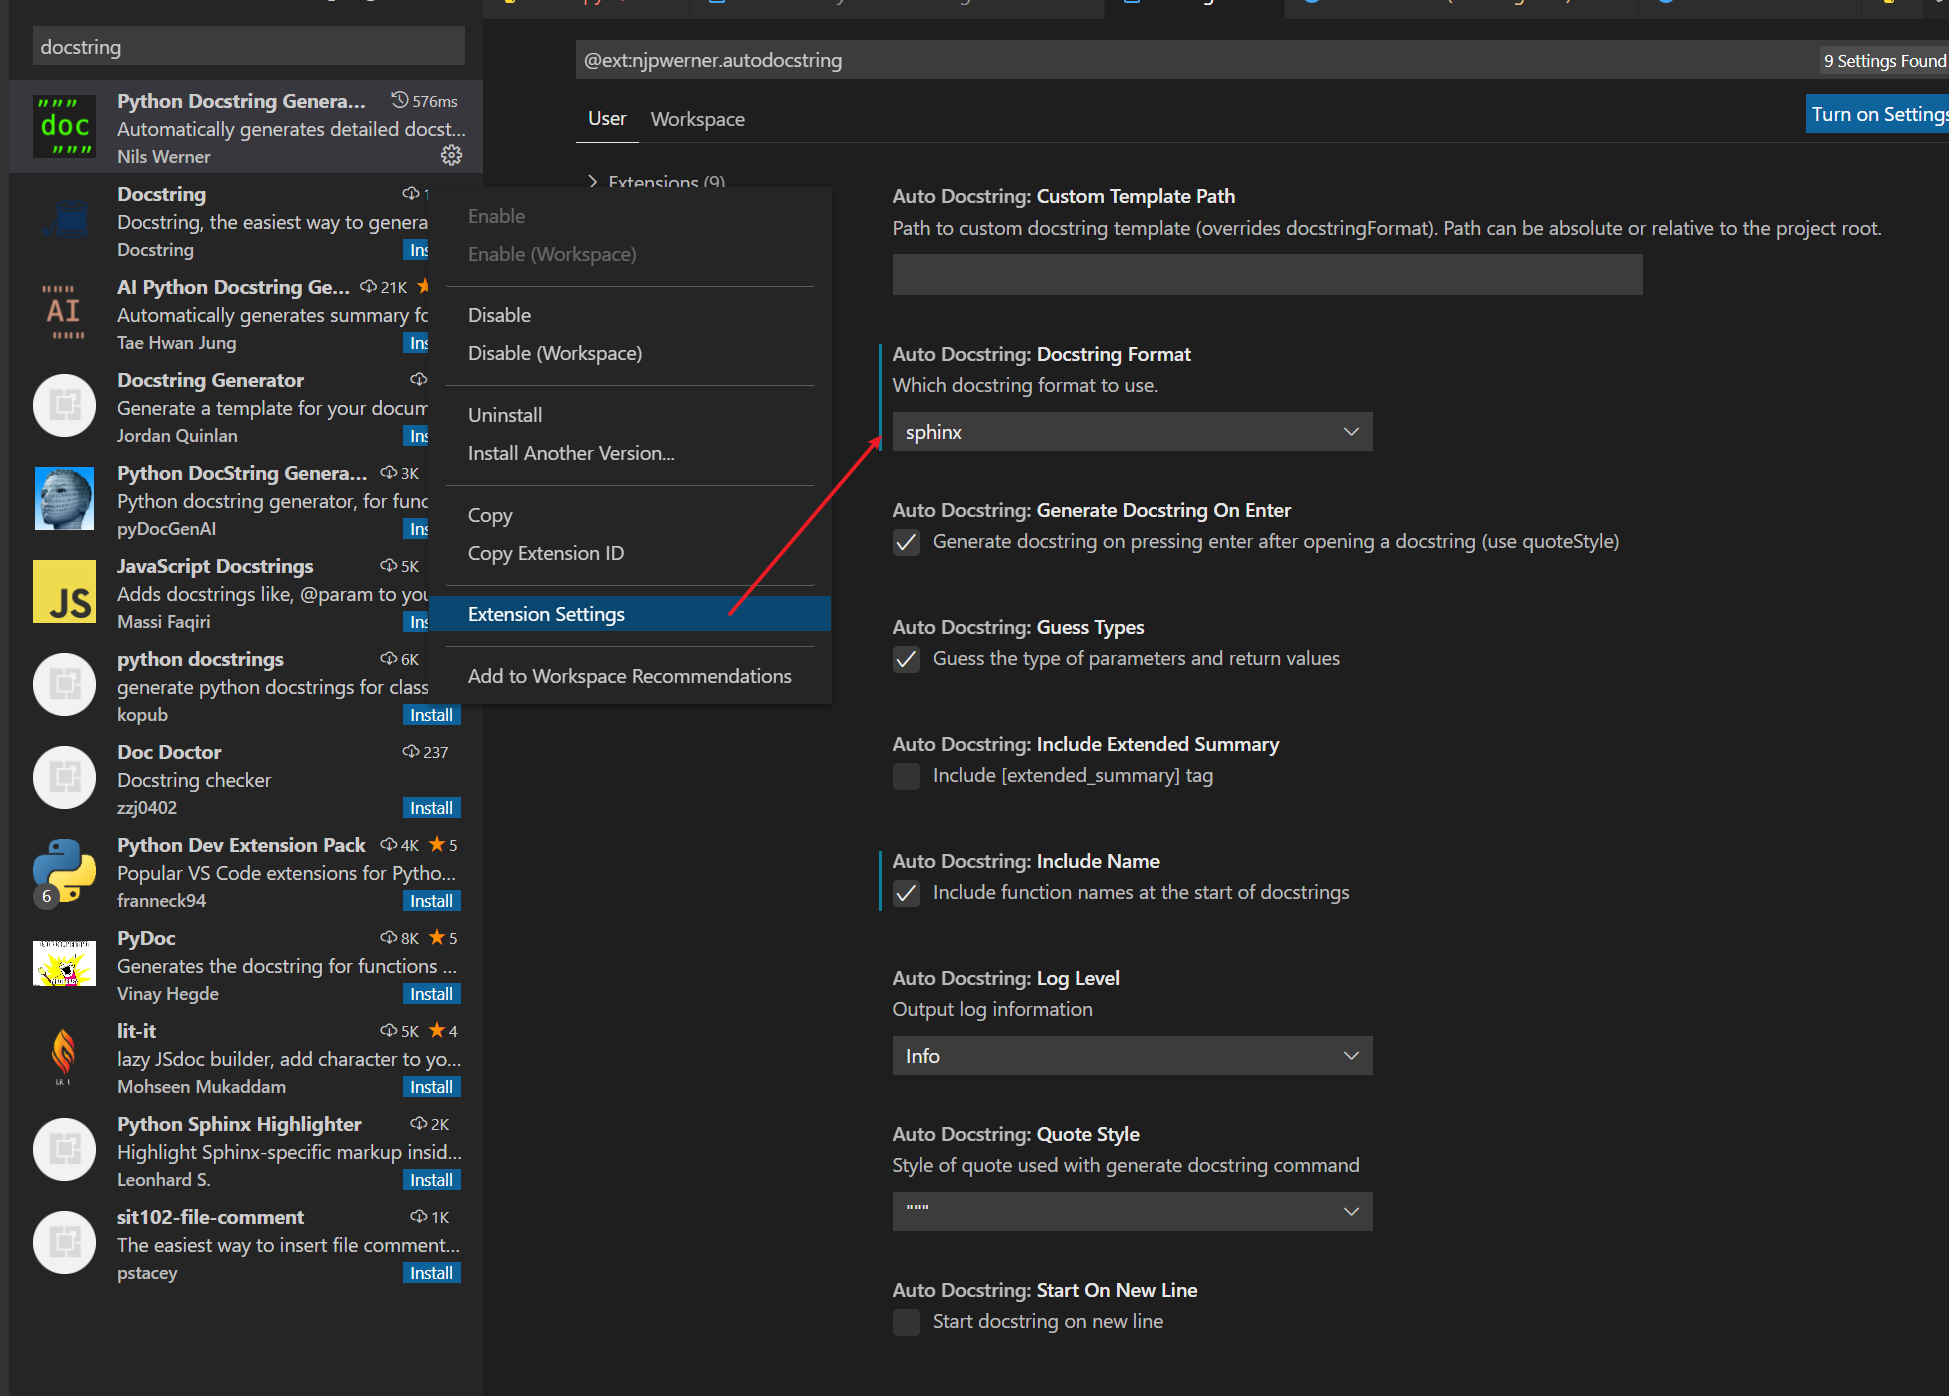 docstring
Python Docstring Genera... 576ms
Automatically generates detailed docst...
Nils Werner
Docstring
Docstring, the easiest way to genera
Docstring Ins
AI Python Docstring Ge... 21K
Automatically generates summary fo
Tae Hwan Jung Ins
Docstring Generator
Generate a template for your docum
Jordan Quinlan Ins
Python DocString Genera... 3K
Python docstring generator, for func
pyDocGenAI Ins
JavaScript Docstrings 5K
Adds docstrings like, @param to you
Massi Faqiri Ins
python docstrings 6K
generate python docstrings for class
kopub Install
Doc Doctor 237
Docstring checker
zzj0402 Install
Python Dev Extension Pack 4K 5
Popular VS Code extensions for Pytho...
franneck94 Install
6
PyDoc 8K 5
Generates the docstring for functions ...
Vinay Hegde Install
lit-it 5K 4
lazy JSdoc builder, add character to yo...
Mohseen Mukaddam Install
Python Sphinx Highlighter 2K
Highlight Sphinx-specific markup insid...
Leonhard S. Install
sit102-file-comment 1K
The easiest way to insert file comment...
pstacey Install
""" doc """
"""" AI """"
JS
Enable
Enable (Workspace)
Disable
Disable (Workspace)
Uninstall
Install Another Version...
Copy
Copy Extension ID
Extension Settings
Add to Workspace Recommendations
@ext:njpwerner.autodocstring
9 Settings Found
User Workspace
Turn on Settings
Extensions (9)
Auto Docstring: Custom Template Path
Path to custom docstring template (overrides docstringFormat). Path can be absolute or relative to the project root.
Auto Docstring: Docstring Format
Which docstring format to use.
sphinx
Auto Docstring: Generate Docstring On Enter
Generate docstring on pressing enter after opening a docstring (use quoteStyle)
Auto Docstring: Guess Types
Guess the type of parameters and return values
Auto Docstring: Include Extended Summary
Include [extended_summary] tag
Auto Docstring: Include Name
Include function names at the start of docstrings
Auto Docstring: Log Level
Output log information
Info
Auto Docstring: Quote Style
Style of quote used with generate docstring command
"""
Auto Docstring: Start On New Line
Start docstring on new line